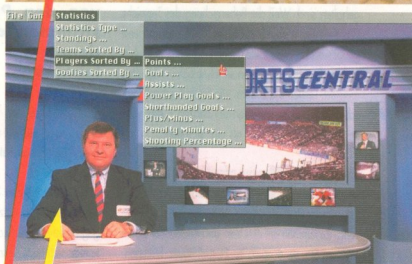 File Game Statistics
Statistics Type ...
Standings ...
Teams Sorted By ...
Players Sorted By ...
Goalies Sorted By ...
Points ...
Goals ...
Assists ...
Power Play Goals ...
Shorthanded Goals ...
Plus/Minus ...
Penalty Minutes ...
Shooting Percentage ...
SPORTS CENTRAL